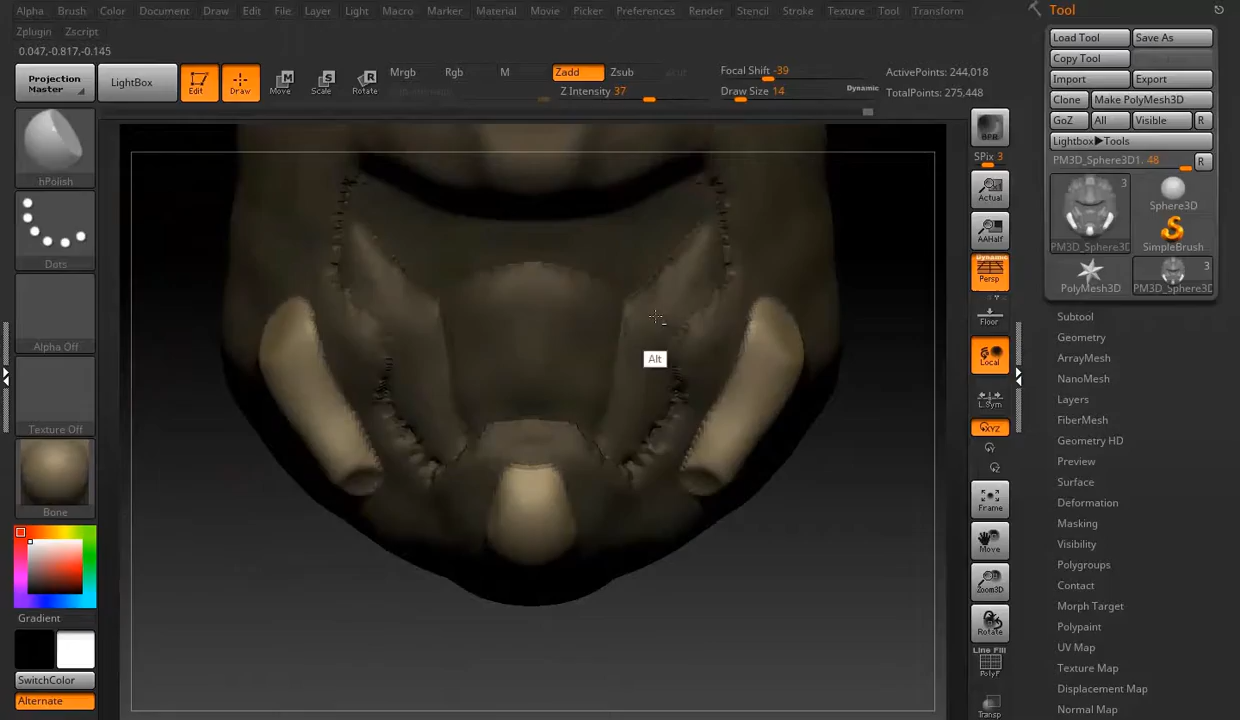 Alpha Brush Color Document Draw Edit File Layer Light Macro Marker Material Movie Picker Preferences Render Stencil Stroke Texture Tool Transform
Zplugin Zscript
0.047,-0.817,-0.145
Projection
Master
LightBox
Edit
Draw
Move
Scale
Rotate
Mrgb Rgb M
Zadd Zsub
Z Intensity 37
Focal Shift -39
Draw Size 14
Dynamic
ActivePoints: 244,018
TotalPoints: 275.448
hPolish
Dots
Alpha Off
Texture Off
Bone
Gradient
SwitchColor
Alternate
Alt
BPR
SPix 3
Actual
AAHalf
Dynamic
Persp
Floor
Local
L.Sym
XYZ
Frame
Move
Zoom3D
Rotate
Line Fill
PolyF
Transp
Tool
Load Tool Save As
Copy Tool
Import Export
Clone Make PolyMesh3D
GoZ All Visible R
Lightbox▶Tools
PM3D_Sphere3D1. 48 R
3
PM3D_Sphere3D
Sphere3D
SimpleBrush
PolyMesh3D
3
PM3D_Sphere3D
Subtool
Geometry
ArrayMesh
NanoMesh
Layers
FiberMesh
Geometry HD
Preview
Surface
Deformation
Masking
Visibility
Polygroups
Contact
Morph Target
Polypaint
UV Map
Texture Map
Displacement Map
Normal Map